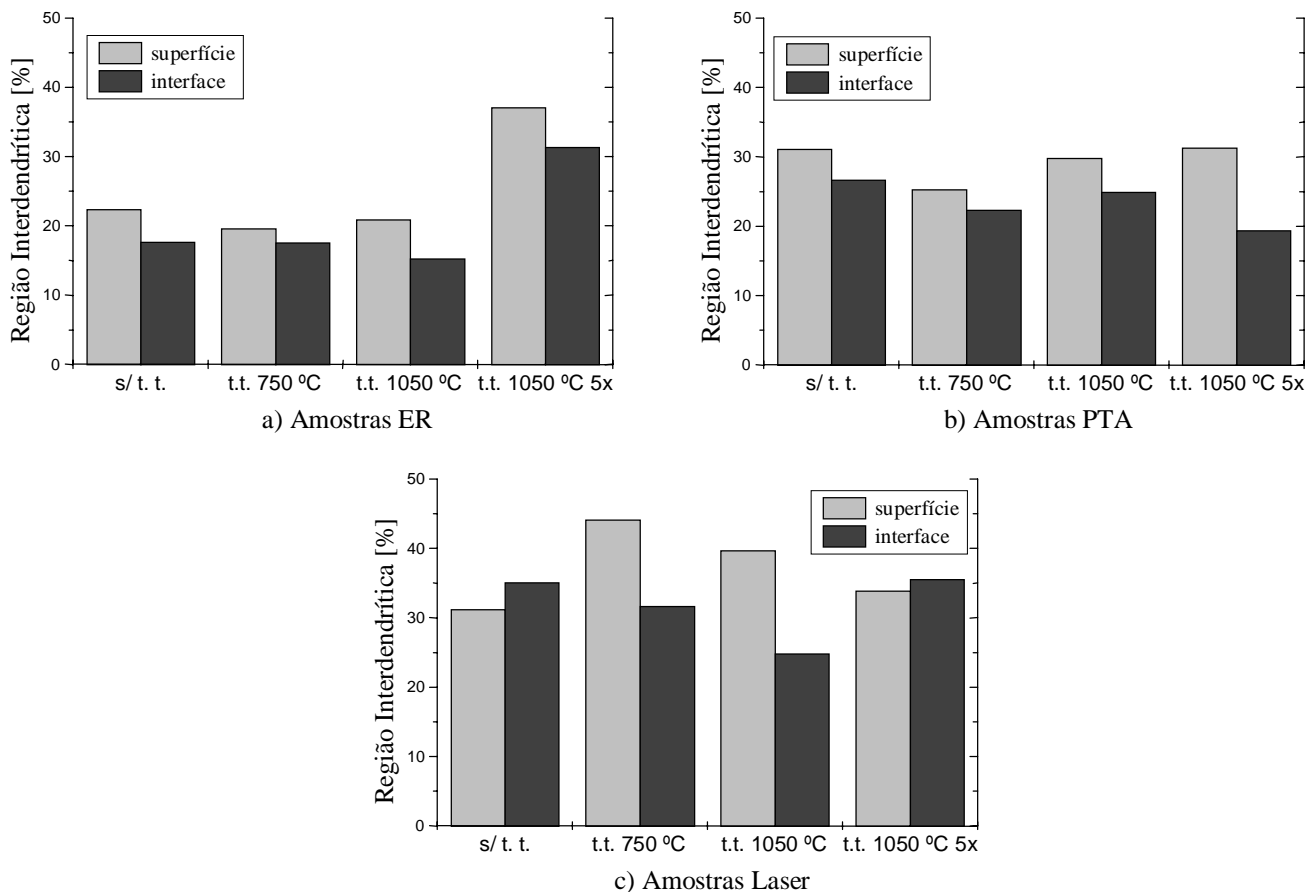 Região Interdendrítica [%]
50
40
30
20
10
0
superfície
interface
s/ t. t.
t.t. 750 ºC
t.t. 1050 ºC
t.t. 1050 ºC 5x
a) Amostras ER
Região Interdendrítica [%]
50
40
30
20
10
0
superfície
interface
s/ t. t.
t.t. 750 ºC
t.t. 1050 ºC
t.t. 1050 ºC 5x
b) Amostras PTA
Região Interdendrítica [%]
50
40
30
20
10
0
superfície
interface
s/ t. t.
t.t. 750 ºC
t.t. 1050 ºC
t.t. 1050 ºC 5x
c) Amostras Laser